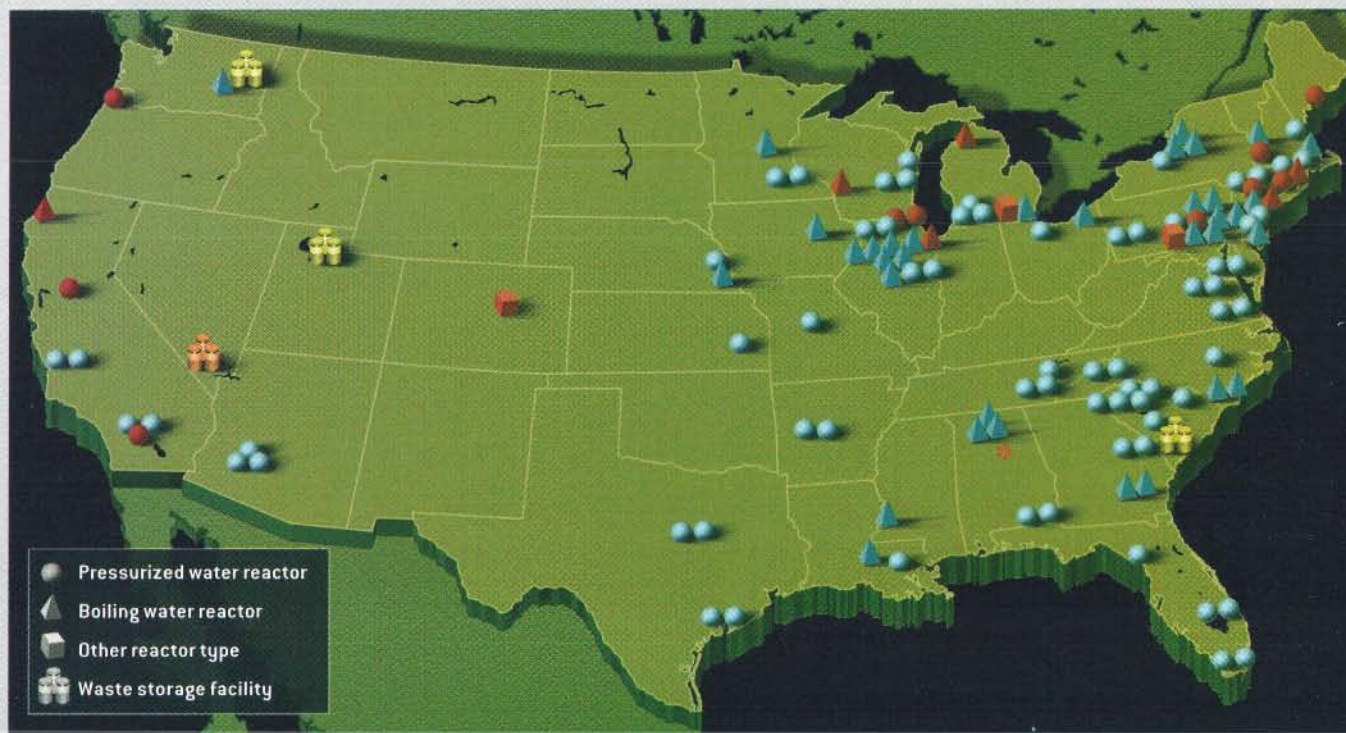 Pressurized water reactor
Boiling water reactor
Other reactor type
Waste storage facility